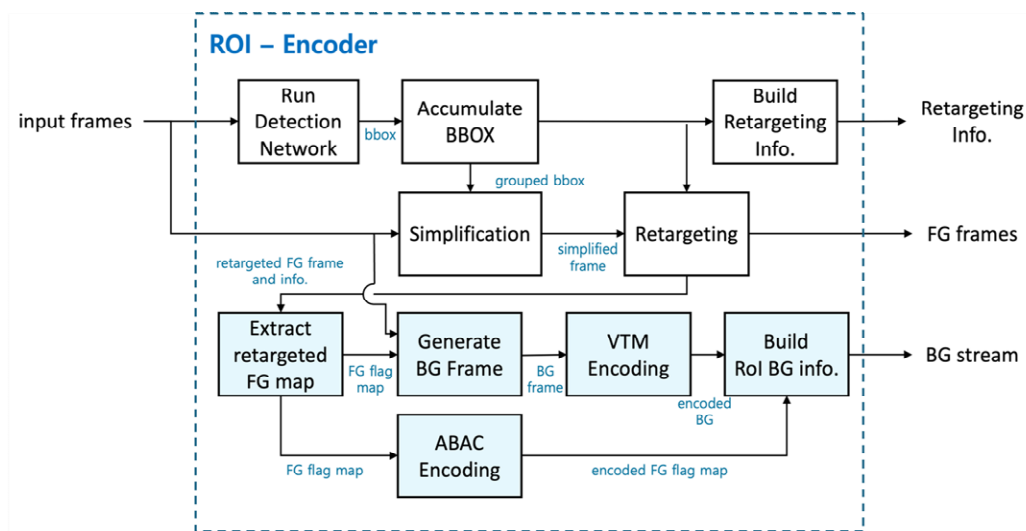 ROI – Encoder
input frames
Run
Detection
Network
bbox
Accumulate
BBOX
Build
Retargeting
Info.
Retargeting
Info.
grouped bbox
Simplification
simplified
frame
Retargeting
FG frames
retargeted FG frame
and info.
Extract
retargeted
FG map
FG flag
map
Generate
BG Frame
BG
frame
VTM
Encoding
encoded
BG
Build
RoI BG info.
BG stream
FG flag map
ABAC
Encoding
encoded FG flag map